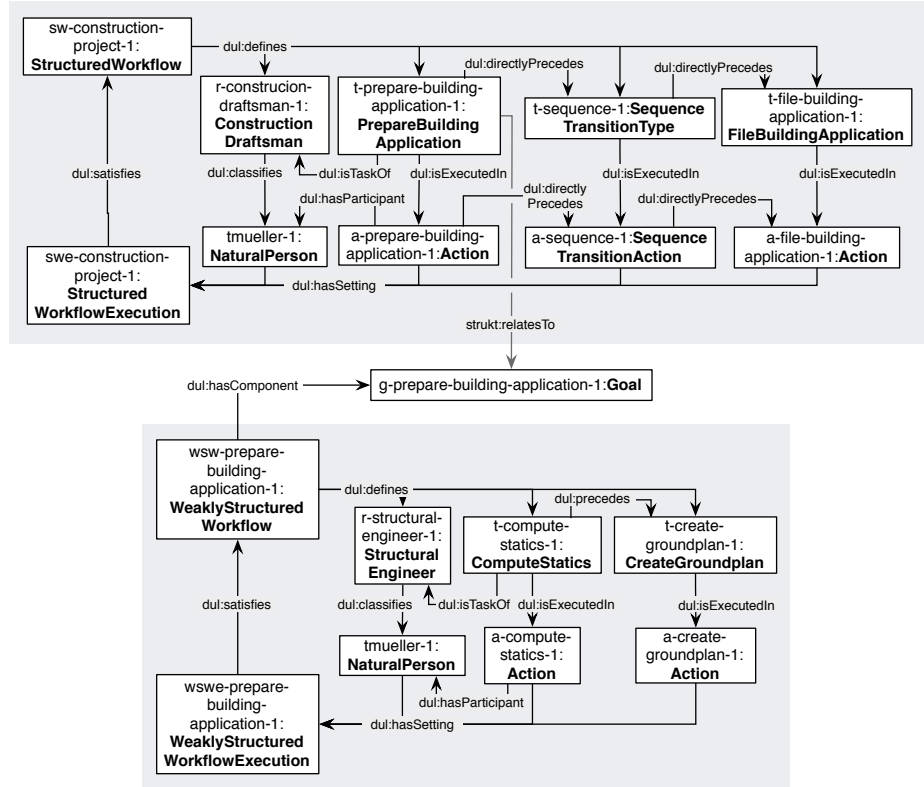 sw-construction-
project-1:
StructuredWorkflow
dul:defines
dul:directlyPrecedes
dul:directlyPrecedes
r-construcion-
draftsman-1:
Construction
Draftsman
t-prepare-building-
application-1:
PrepareBuilding
Application
t-sequence-1:Sequence
TransitionType
t-file-building-
application-1:
FileBuildingApplication
dul:satisfies
dul:classifies
dul:isTaskOf
dul:isExecutedIn
dul:isExecutedIn
dul:isExecutedIn
dul:hasParticipant
dul:directly
Precedes
dul:directlyPrecedes
tmueller-1:
NaturalPerson
a-prepare-building-
application-1:Action
a-sequence-1:Sequence
TransitionAction
a-file-building-
application-1:Action
swe-construction-
project-1:
Structured
WorkflowExecution
dul:hasSetting
strukt:relatesTo
dul:hasComponent
g-prepare-building-application-1:Goal
wsw-prepare-
building-
application-1:
WeaklyStructured
Workflow
dul:defines
dul:precedes
r-structural-
engineer-1:
Structural
Engineer
t-compute-
statics-1:
ComputeStatics
t-create-
groundplan-1:
CreateGroundplan
dul:satisfies
dul:classifies
dul:isTaskOf
dul:isExecutedIn
dul:isExecutedIn
tmueller-1:
NaturalPerson
a-compute-
statics-1:
Action
a-create-
groundplan-1:
Action
dul:hasParticipant
wswe-prepare-
building-
application-1:
WeaklyStructured
WorkflowExecution
dul:hasSetting